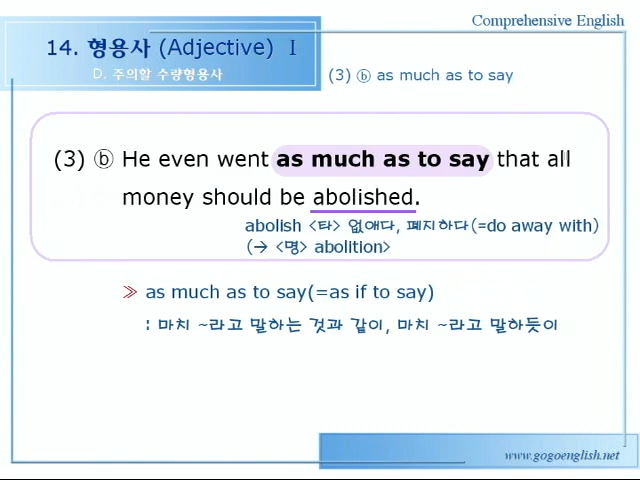 Comprehensive English
14. 형용사 (Adjective) Ⅰ
D. 주의할 수량형용사
(3) ⓑ as much as to say
(3) ⓑ He even went as much as to say that all
money should be abolished.
abolish <타> 없애다, 폐지하다(=do away with)
(→ <명> abolition>
≫ as much as to say(=as if to say)
: 마치 ~라고 말하는 것과 같이, 마치 ~라고 말하듯이
www.gogoenglish.net